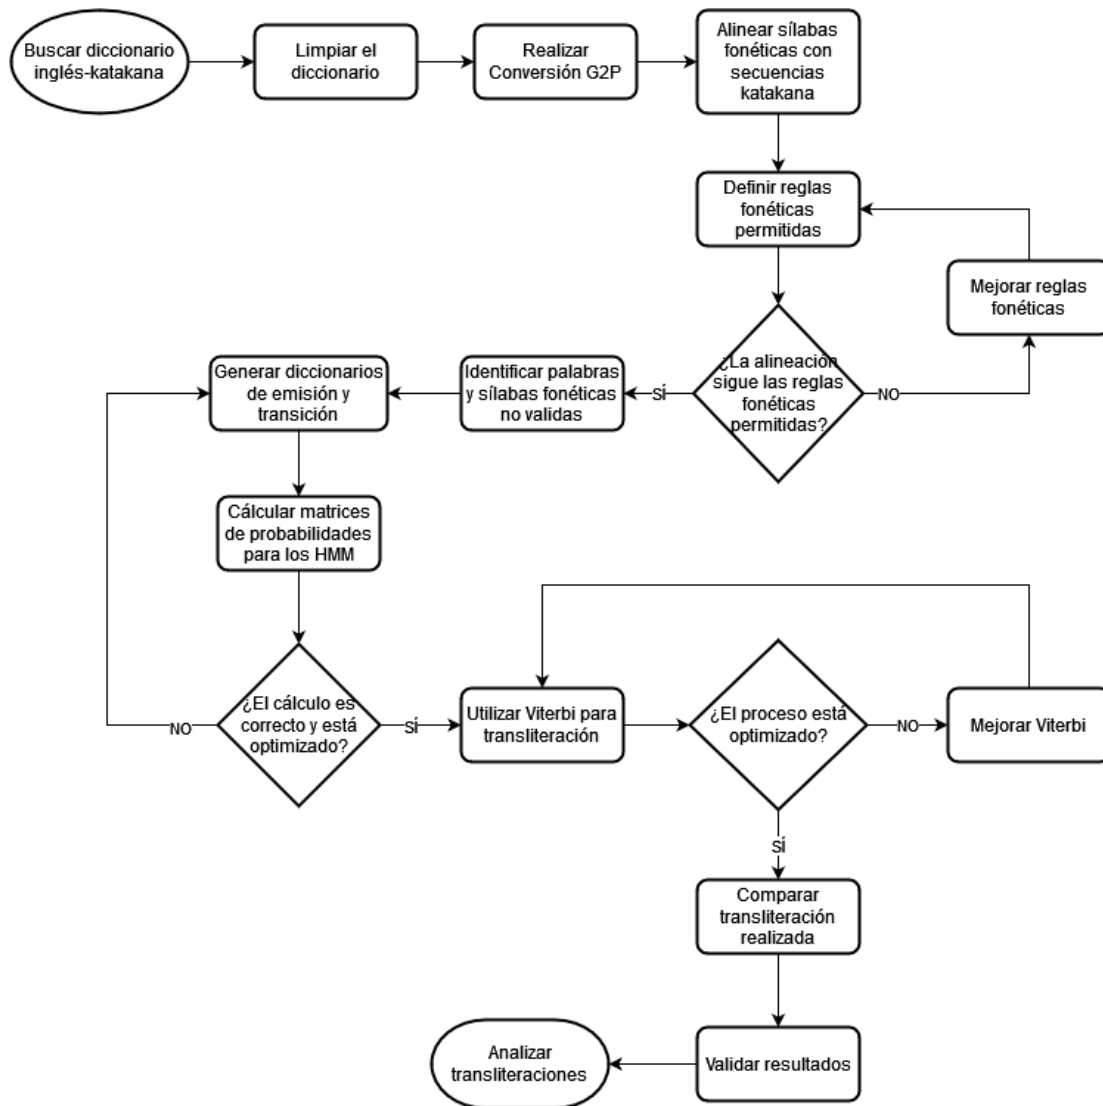 Buscar diccionario
inglés-katakana
Limpiar el
diccionario
Realizar
Conversión G2P
Alinear sílabas
fonéticas con
secuencias
katakana
Definir reglas
fonéticas
permitidas
Mejorar reglas
fonéticas
¿La alineación
sigue las reglas
fonéticas
permitidas?
NO
SÍ
Identificar palabras
y sílabas fonéticas
no validas
Generar diccionarios
de emisión y
transición
Cálcular matrices
de probabilidades
para los HMM
¿El cálculo es
correcto y está
optimizado?
NO
SÍ
Utilizar Viterbi para
transliteración
¿El proceso está
optimizado?
NO
Mejorar Viterbi
SÍ
Comparar
transliteración
realizada
Validar resultados
Analizar
transliteraciones